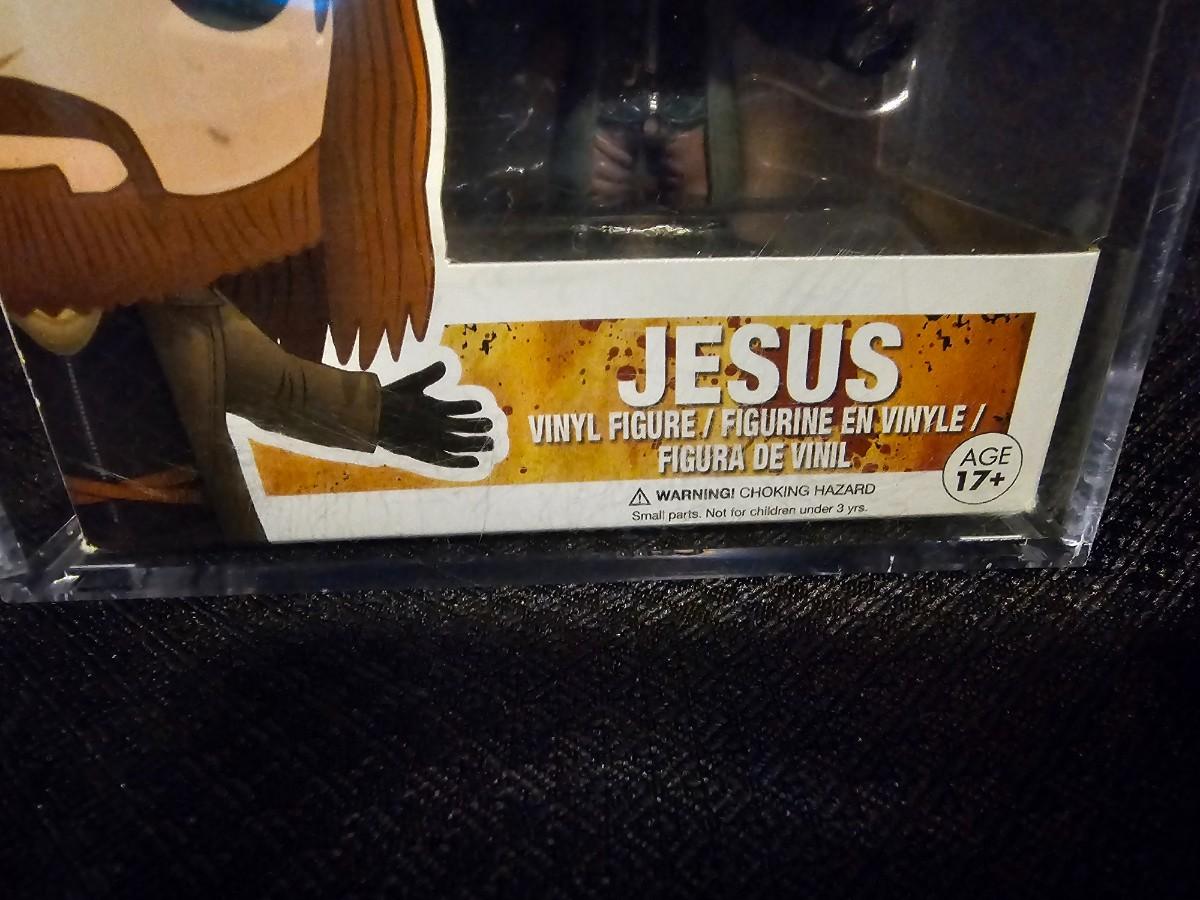 JESUS
VINYL FIGURE / FIGURINE EN VINYLE /
FIGURA DE VINIL
AGE
17+
⚠ WARNING! CHOKING HAZARD
Small parts. Not for children under 3 yrs.